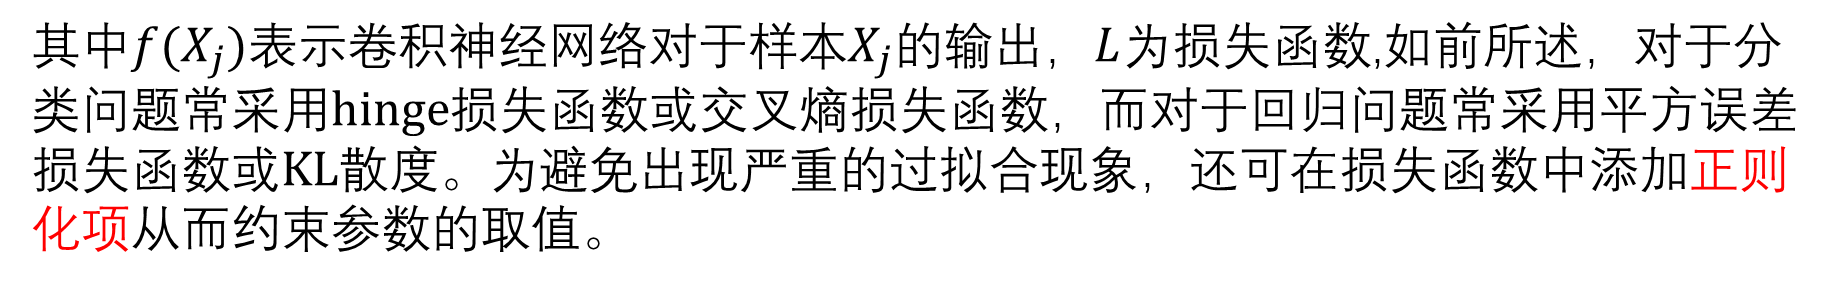 其中f(Xj)表示卷积神经网络对于样本Xj的输出，L为损失函数,如前所述，对于分
类问题常采用hinge损失函数或交叉熵损失函数，而对于回归问题常采用平方误差
损失函数或KL散度。为避免出现严重的过拟合现象，还可在损失函数中添加正则
化项从而约束参数的取值。